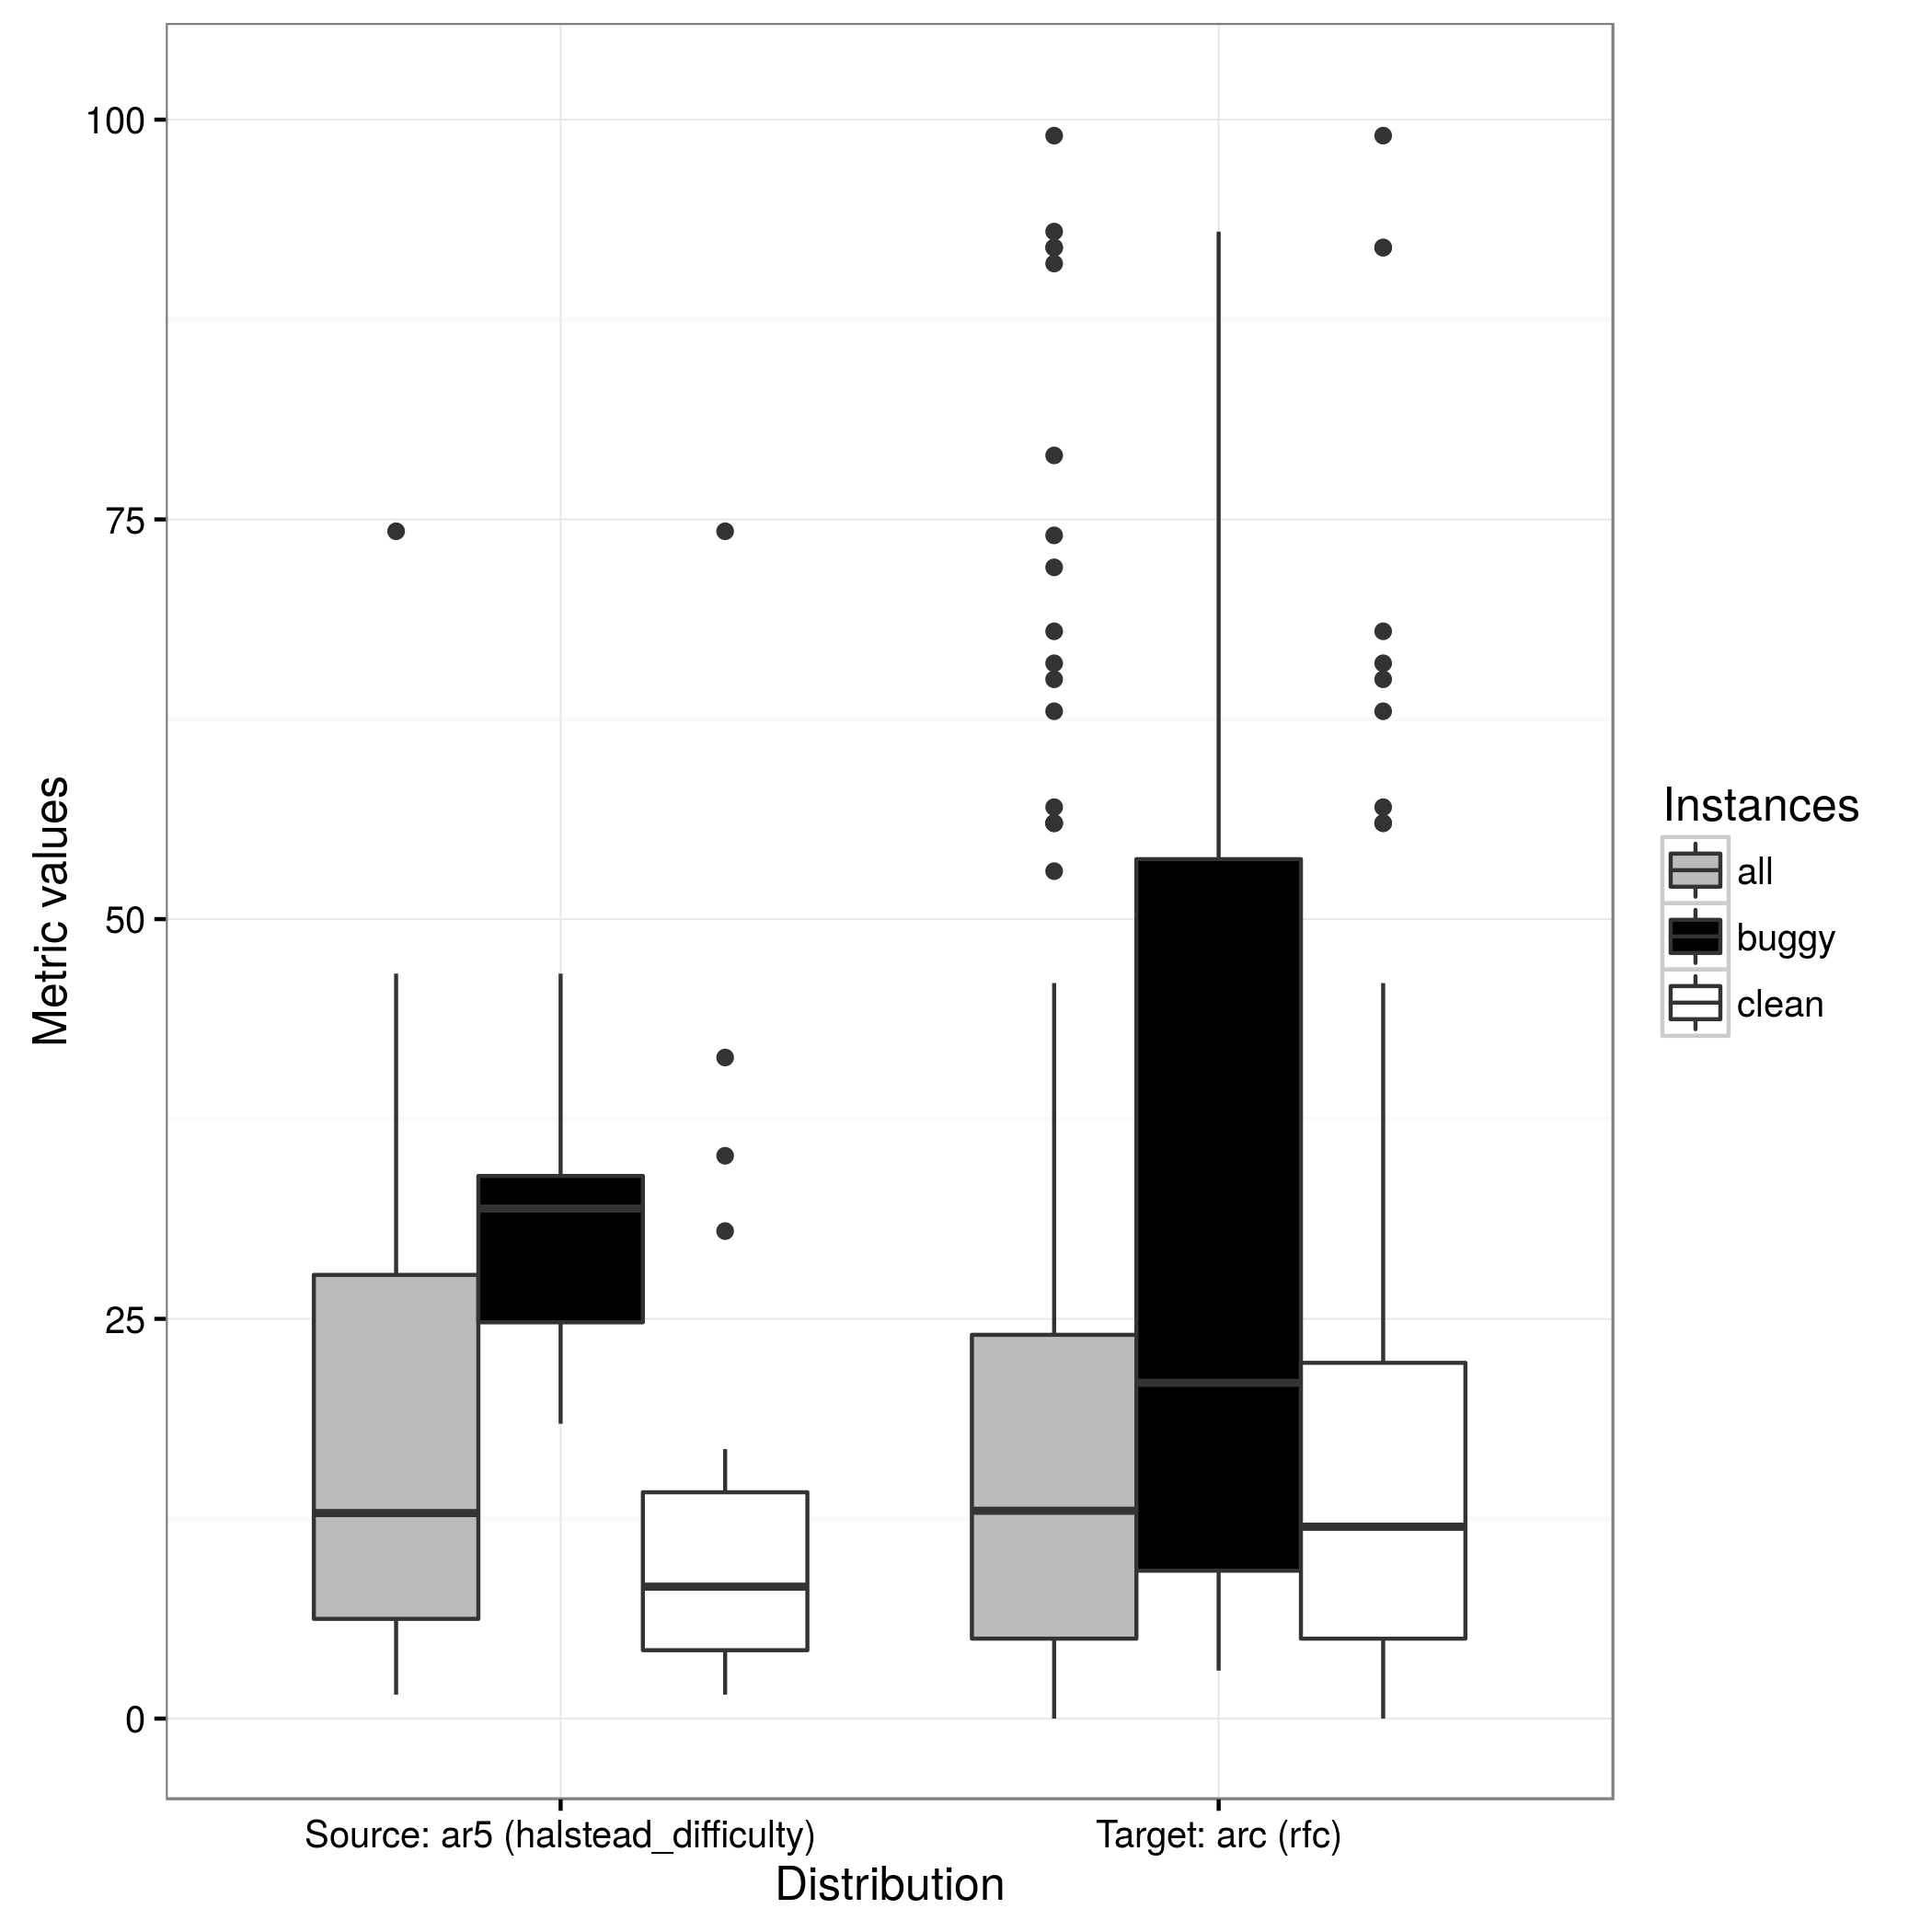 Metric values
100
75
50
25
0
Source: ar5 (halstead_difficulty)
Target: arc (rfc)
Distribution
Instances
all
buggy
clean